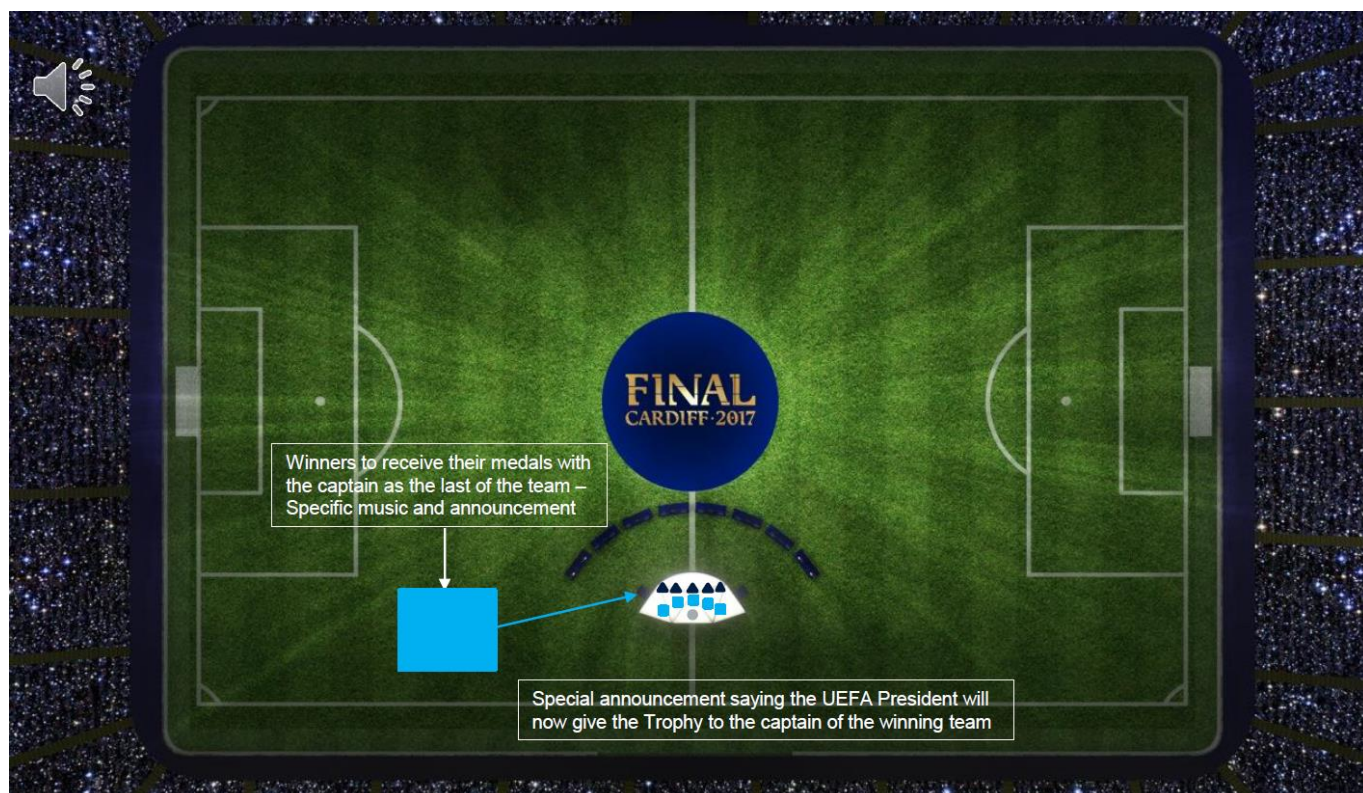 FINAL
CARDIFF·2017
Winners to receive their medals with
the captain as the last of the team –
Specific music and announcement
Special announcement saying the UEFA President will
now give the Trophy to the captain of the winning team